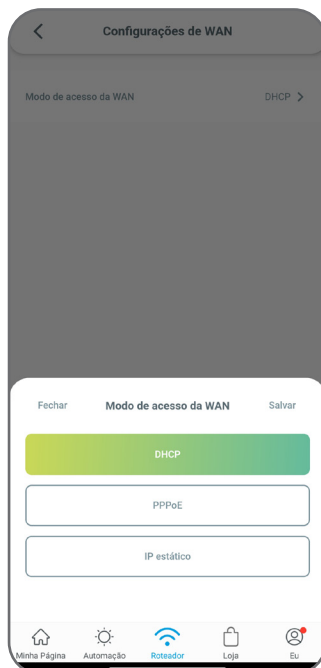 Configurações de WAN
Modo de acesso da WAN DHCP
Fechar Modo de acesso da WAN Salvar
DHCP
PPPoE
IP estático
Minha Página Automação Roteador Loja Eu